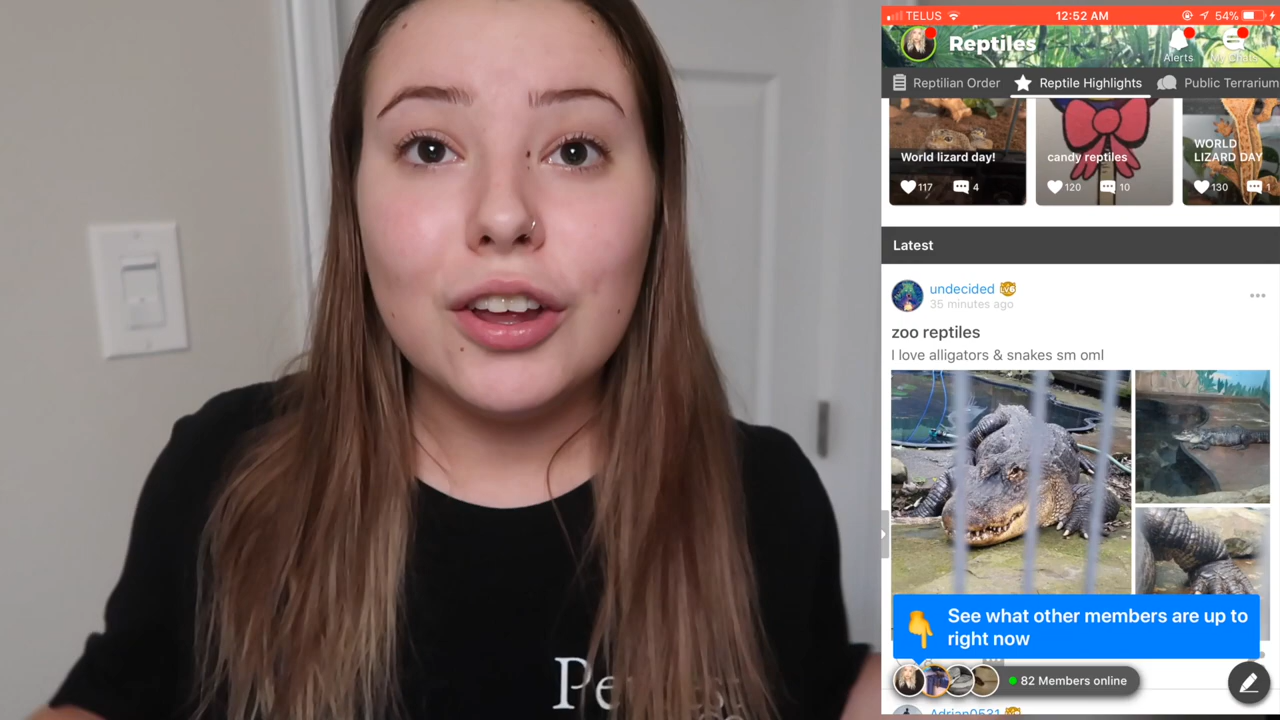 TELUS 12:52 AM 54%
Reptiles
Alerts
Reptilian Order Reptile Highlights Public Terrarium
World lizard day!
117 4
candy reptiles
120 10
WORLD
LIZARD DAY
130 1
Latest
undecided
35 minutes ago
zoo reptiles
I love alligators & snakes sm oml
See what other members are up to
right now
82 Members online
Adrian0531